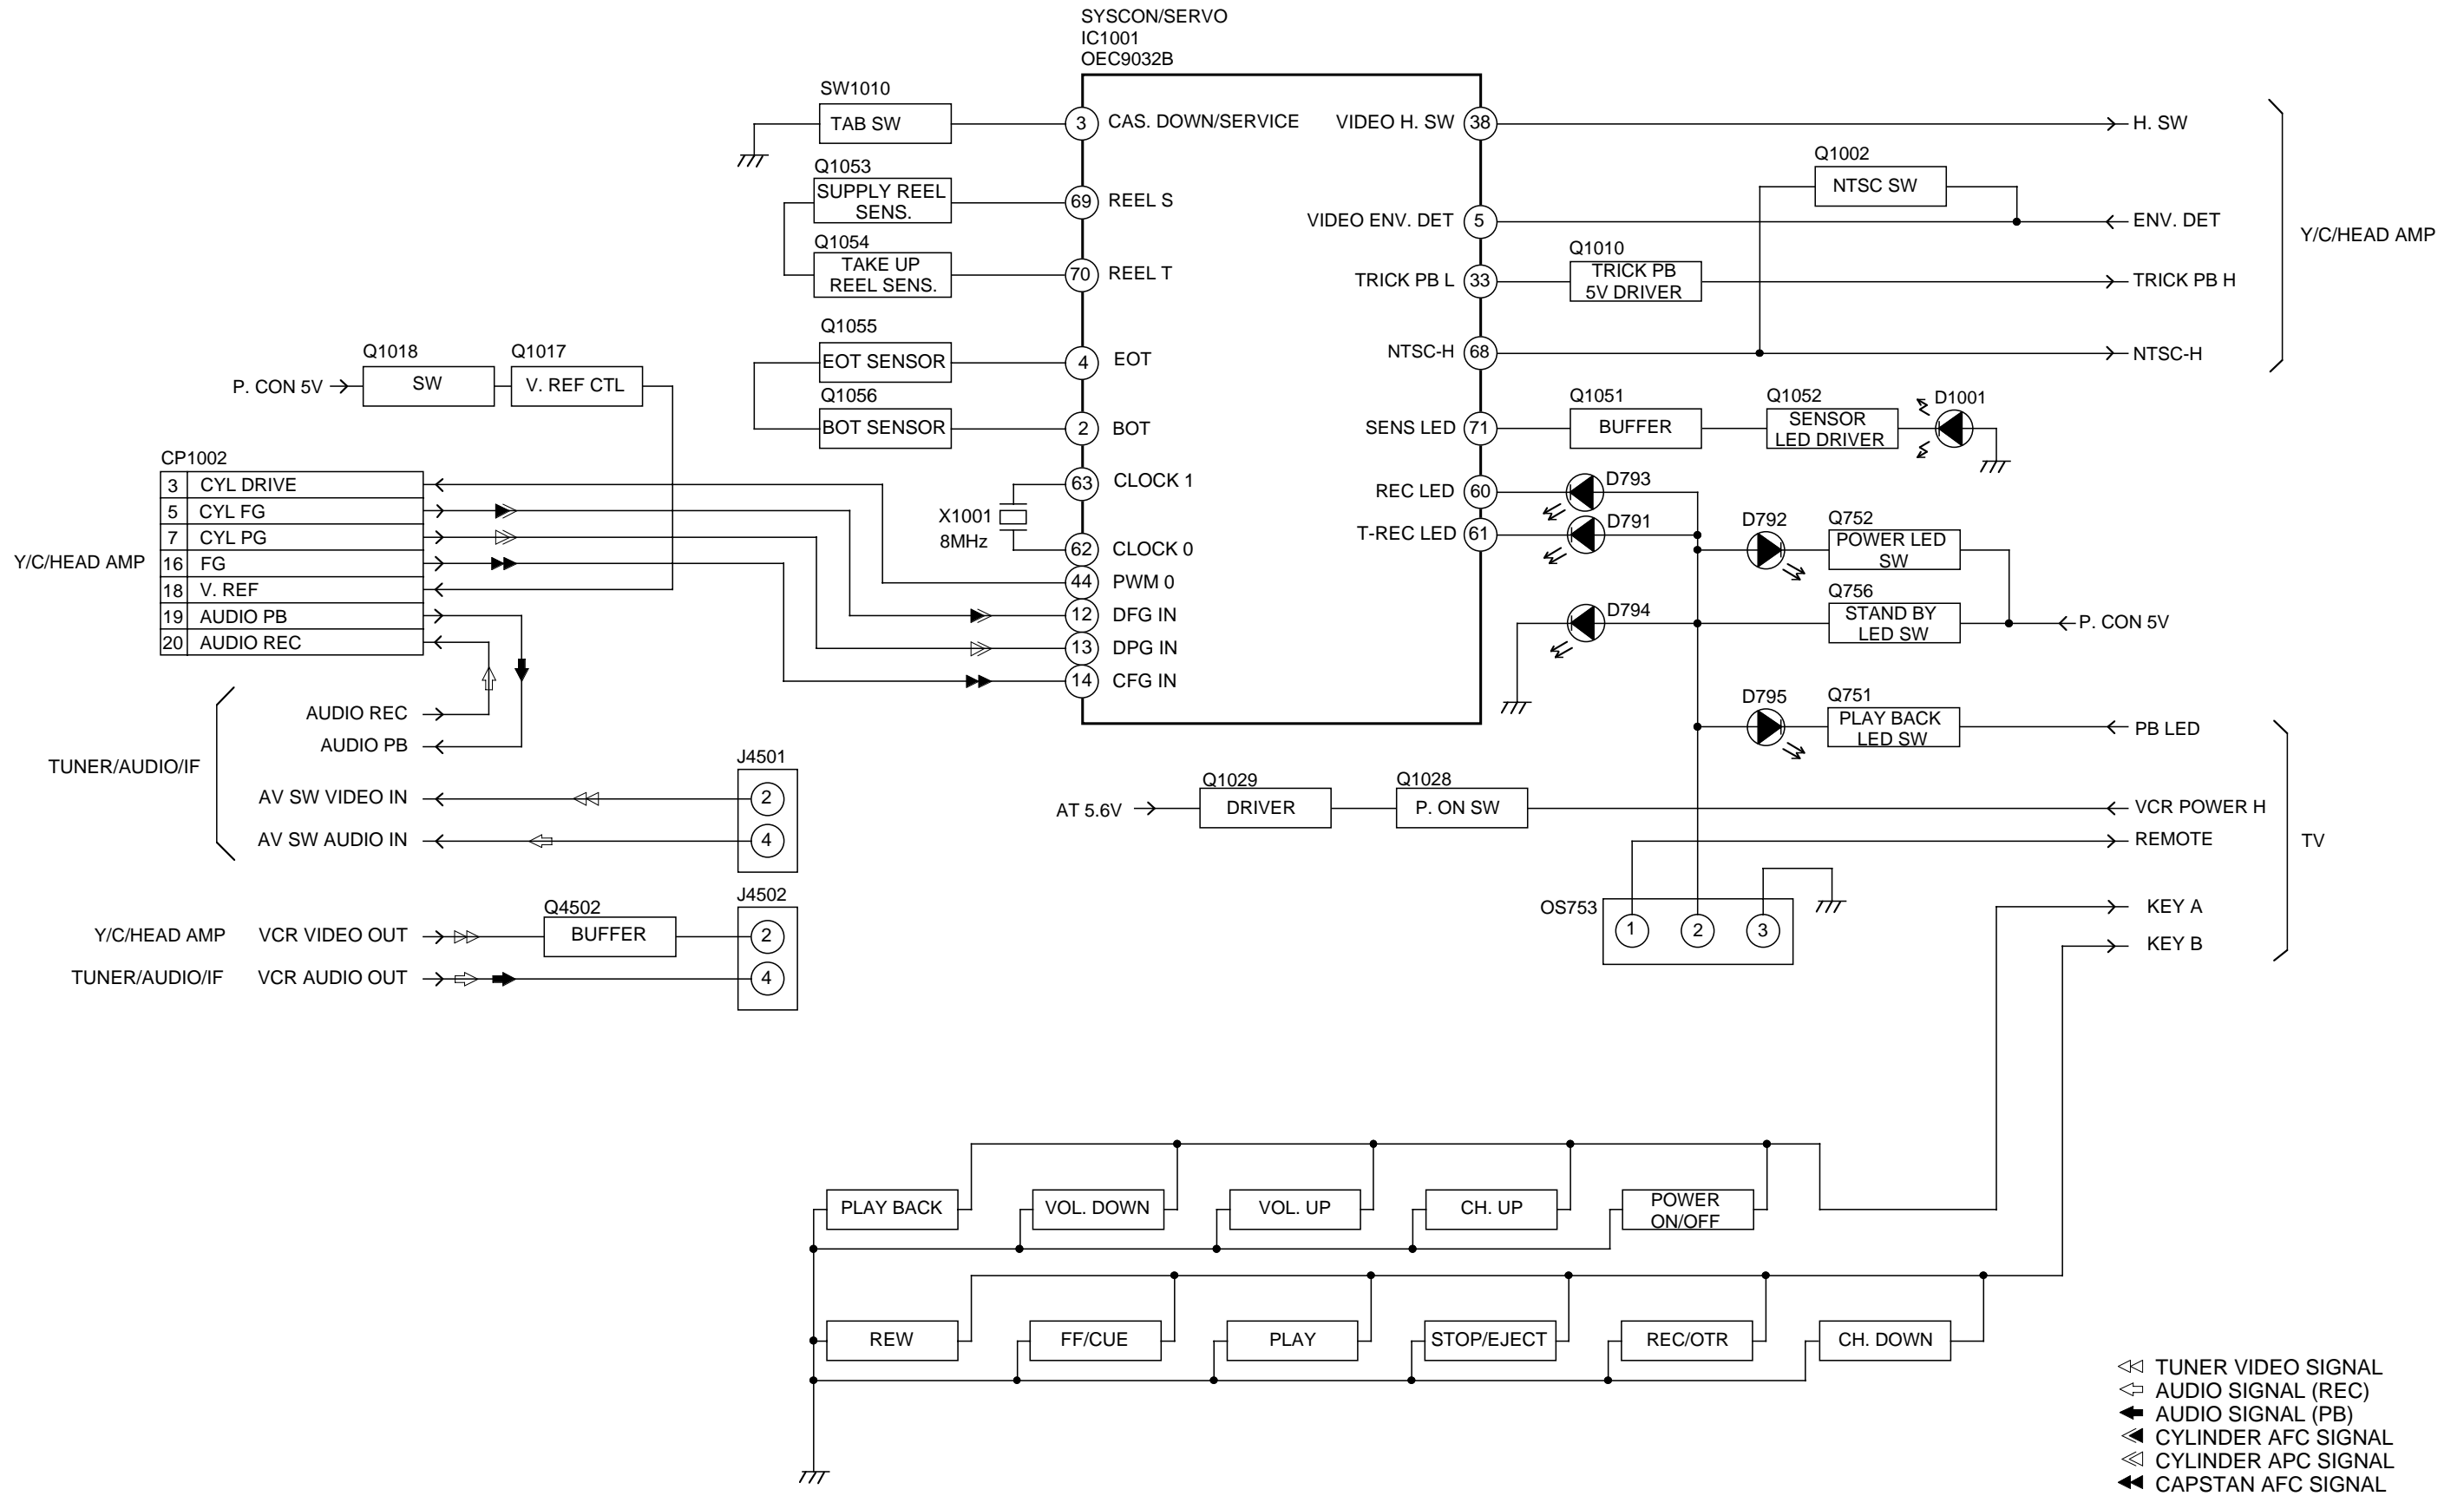 SYSCON/SERVO
IC1001
OEC9032B
SW1010
TAB SW
3 CAS. DOWN/SERVICE
Q1053
SUPPLY REEL
SENS.
69 REEL S
Q1054
TAKE UP
REEL SENS.
70 REEL T
Q1055
EOT SENSOR
4 EOT
Q1056
BOT SENSOR
2 BOT
63 CLOCK 1
X1001
8MHz
62 CLOCK 0
44 PWM 0
12 DFG IN
13 DPG IN
14 CFG IN
VIDEO H. SW 38
H. SW
Q1002
NTSC SW
VIDEO ENV. DET 5
ENV. DET
Q1010
TRICK PB
5V DRIVER
TRICK PB L 33
TRICK PB H
NTSC-H 68
NTSC-H
Y/C/HEAD AMP
SENS LED 71
Q1051
BUFFER
Q1052
SENSOR
LED DRIVER
D1001
REC LED 60
D793
T-REC LED 61
D791
D792
Q752
POWER LED
SW
D794
Q756
STAND BY
LED SW
P. CON 5V
D795
Q751
PLAY BACK
LED SW
PB LED
AT 5.6V
Q1029
DRIVER
Q1028
P. ON SW
VCR POWER H
REMOTE
TV
OS753
1 2 3
KEY A
KEY B
P. CON 5V
Q1018
SW
Q1017
V. REF CTL
CP1002
Y/C/HEAD AMP
3 CYL DRIVE
5 CYL FG
7 CYL PG
16 FG
18 V. REF
19 AUDIO PB
20 AUDIO REC
TUNER/AUDIO/IF
AUDIO REC
AUDIO PB
J4501
AV SW VIDEO IN 2
AV SW AUDIO IN 4
J4502
Q4502
Y/C/HEAD AMP VCR VIDEO OUT BUFFER 2
TUNER/AUDIO/IF VCR AUDIO OUT 4
PLAY BACK
VOL. DOWN
VOL. UP
CH. UP
POWER
ON/OFF
REW
FF/CUE
PLAY
STOP/EJECT
REC/OTR
CH. DOWN
TUNER VIDEO SIGNAL
AUDIO SIGNAL (REC)
AUDIO SIGNAL (PB)
CYLINDER AFC SIGNAL
CYLINDER APC SIGNAL
CAPSTAN AFC SIGNAL